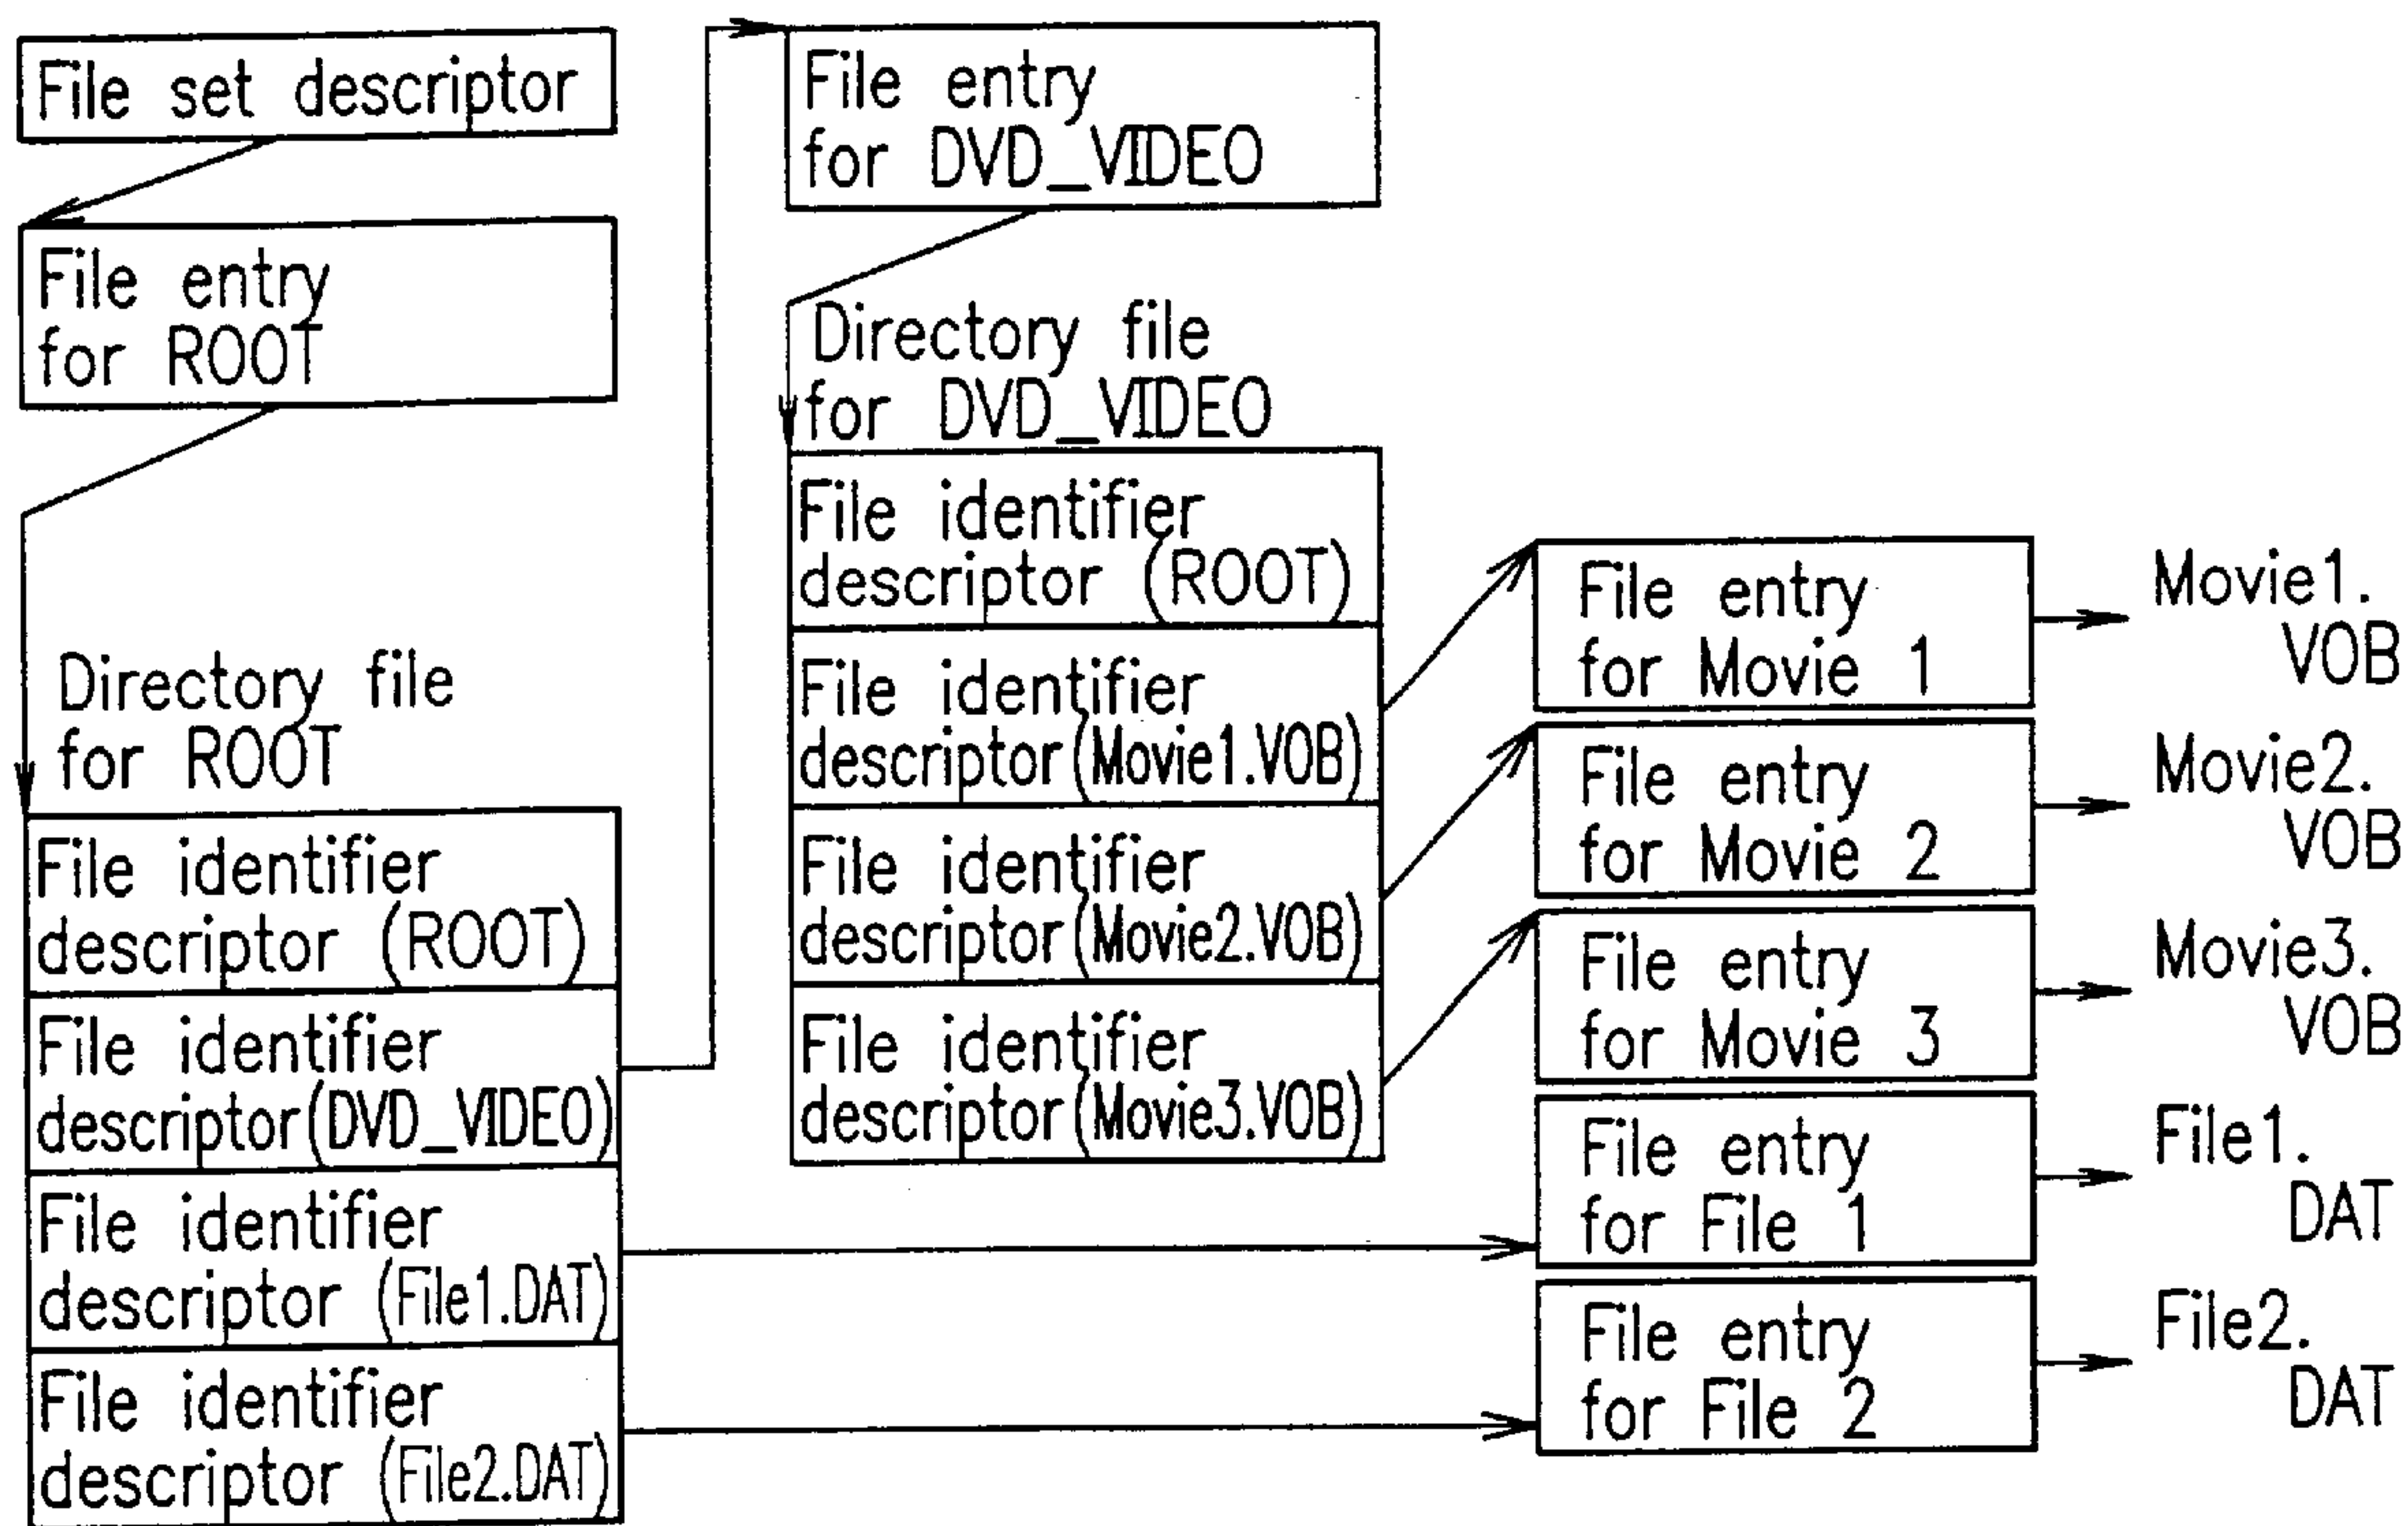 File set descriptor
File entry
for ROOT
Directory file
for ROOT
File identifier
descriptor (ROOT)
File identifier
descriptor(DVD_VIDEO)
File identifier
descriptor (File1.DAT)
File identifier
descriptor (File2.DAT)
File entry
for DVD_VIDEO
Directory file
for DVD_VIDEO
File identifier
descriptor (ROOT)
File identifier
descriptor(Movie1.VOB)
File identifier
descriptor(Movie2.VOB)
File identifier
descriptor(Movie3.VOB)
File entry
for Movie 1
Movie1.
VOB
File entry
for Movie 2
Movie2.
VOB
File entry
for Movie 3
Movie3.
VOB
File entry
for File 1
File1.
DAT
File entry
for File 2
File2.
DAT